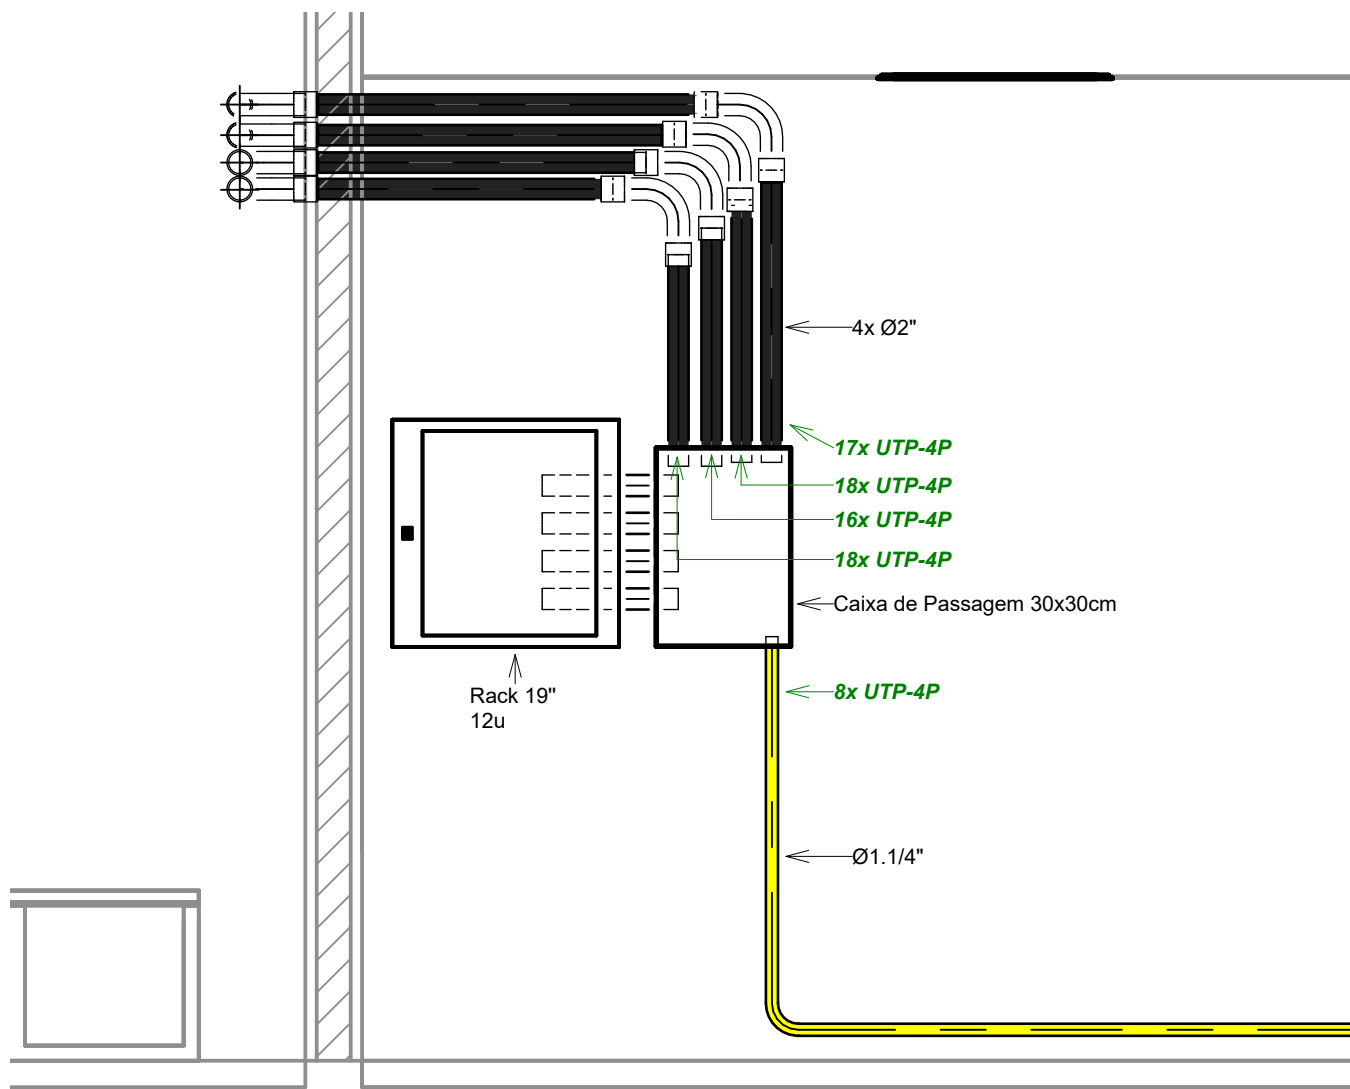 4x Ø2"
17x UTP-4P
18x UTP-4P
16x UTP-4P
18x UTP-4P
Caixa de Passagem 30x30cm
Rack 19"
12u
8x UTP-4P
Ø1.1/4"